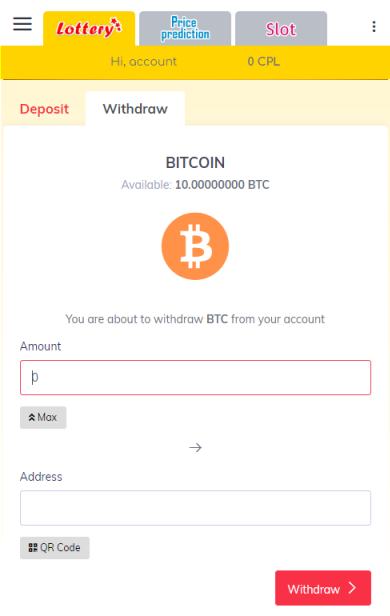 Lottery
Price
prediction
Slot
Hi, account 0 CPL
Deposit Withdraw
BITCOIN
Available: 10.00000000 BTC
You are about to withdraw BTC from your account
Amount
Max
Address
QR Code
Withdraw